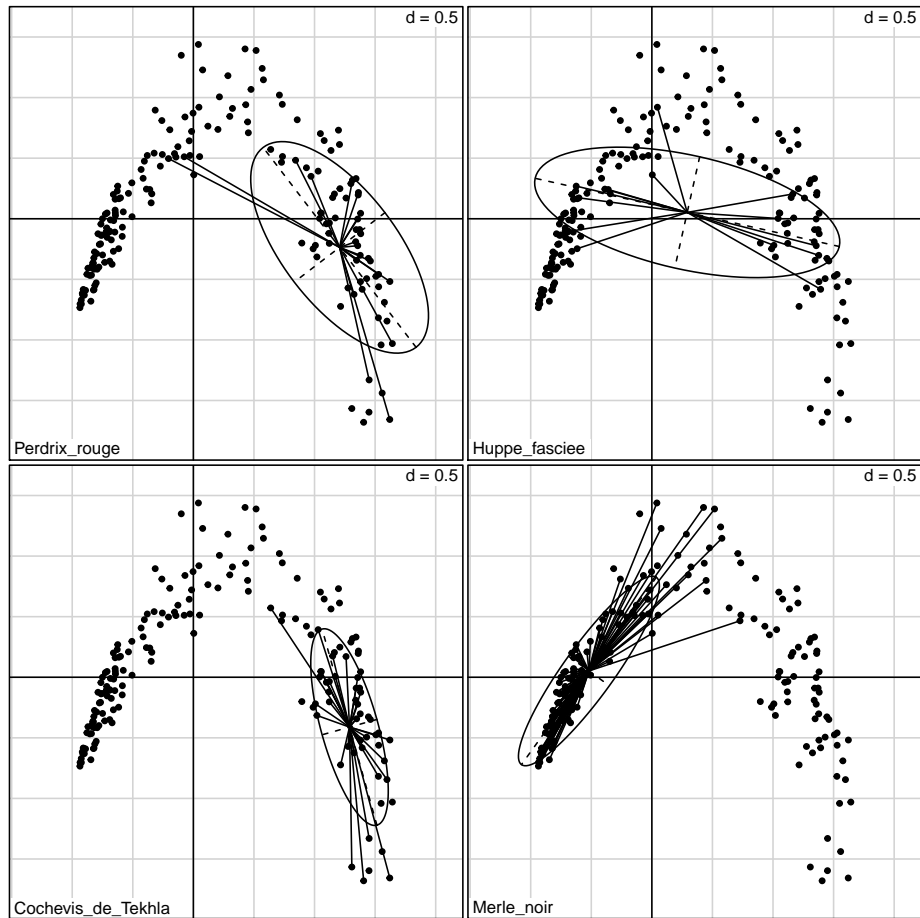 d = 0.5
d = 0.5
Perdrix_rouge
Huppe_fasciee
d = 0.5
d = 0.5
Cochevis_de_Tekhla
Merle_noir